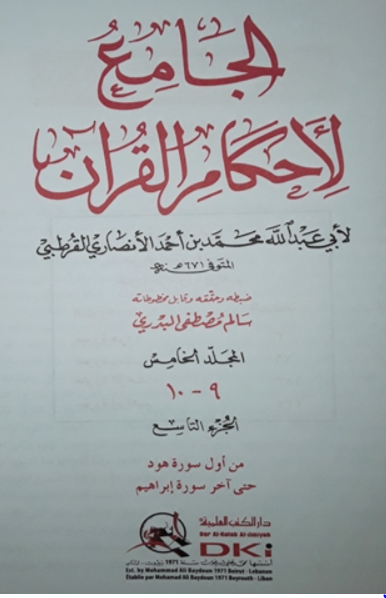 الجامع
لأحكام القرآن
لأبي عبد الله محمد بن أحمد الأنصاري القرطبي
المتوفى ٦٧١ هـ
ضبطه وحققه وقابل مخطوطاته
سالم مصطفى البدري
المجلد الخامس
٩ - ١٠
الجزء التاسع
من أول سورة هود
حتى آخر سورة إبراهيم
دار الكتب العلمية
Dar Al-Kotob Al-ilmiyah
DKi
أسسها محمد علي بيضون سنة 1971 بيروت - لبنان
Est. by Mohammad Ali Baydoun 1971 Beirut - Lebanon
Établie par Mohamad Ali Baydoun 1971 Beyrouth - Liban